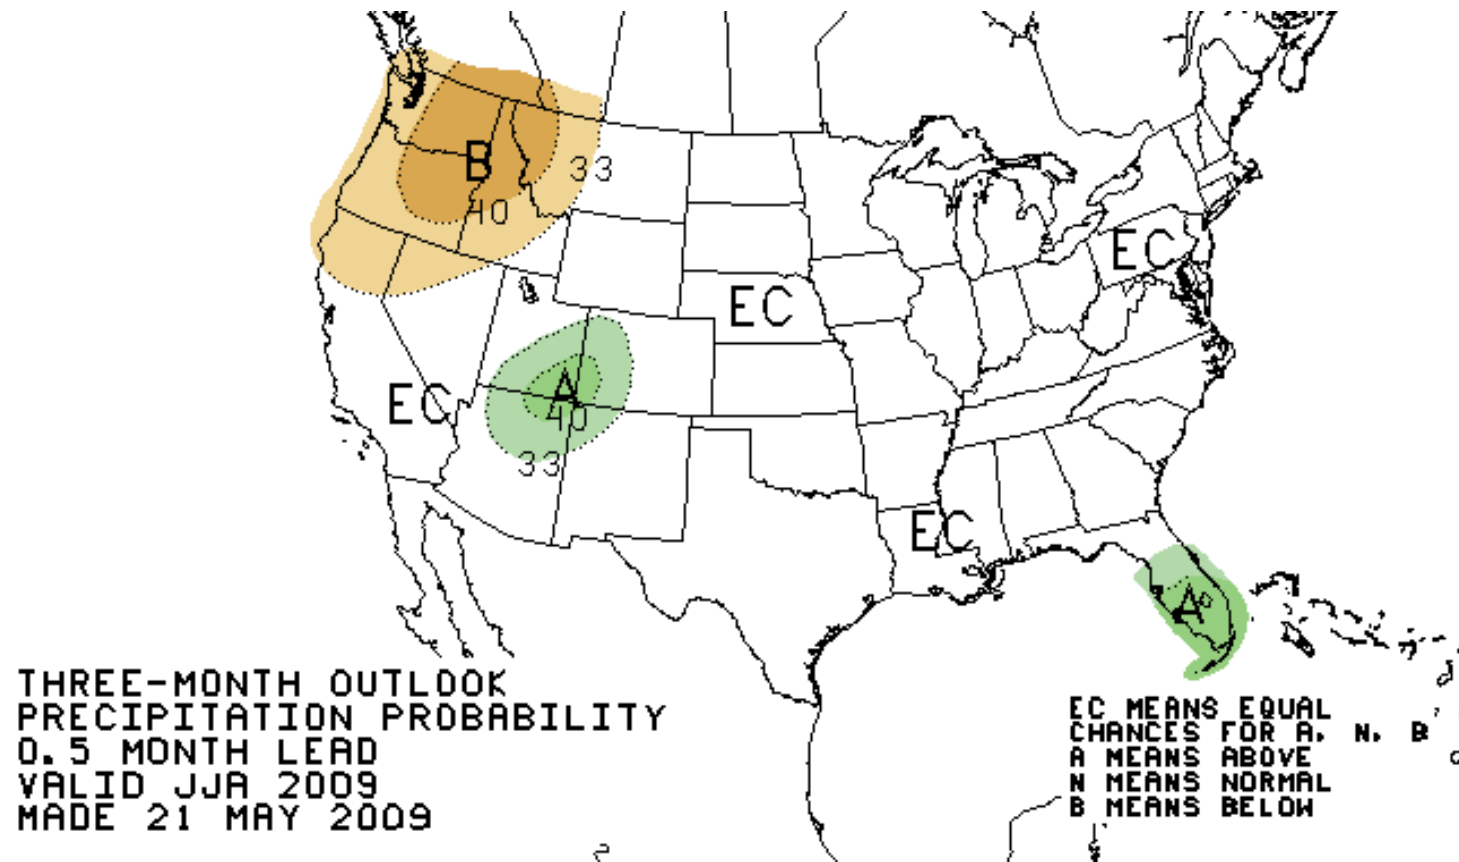 B
33
40
EC
EC
A
EC
40
33
EC
A
THREE-MONTH OUTLOOK
PRECIPITATION PROBABILITY
0.5 MONTH LEAD
VALID JJA 2009
MADE 21 MAY 2009
EC MEANS EQUAL
CHANCES FOR A, N, B
A MEANS ABOVE
N MEANS NORMAL
B MEANS BELOW